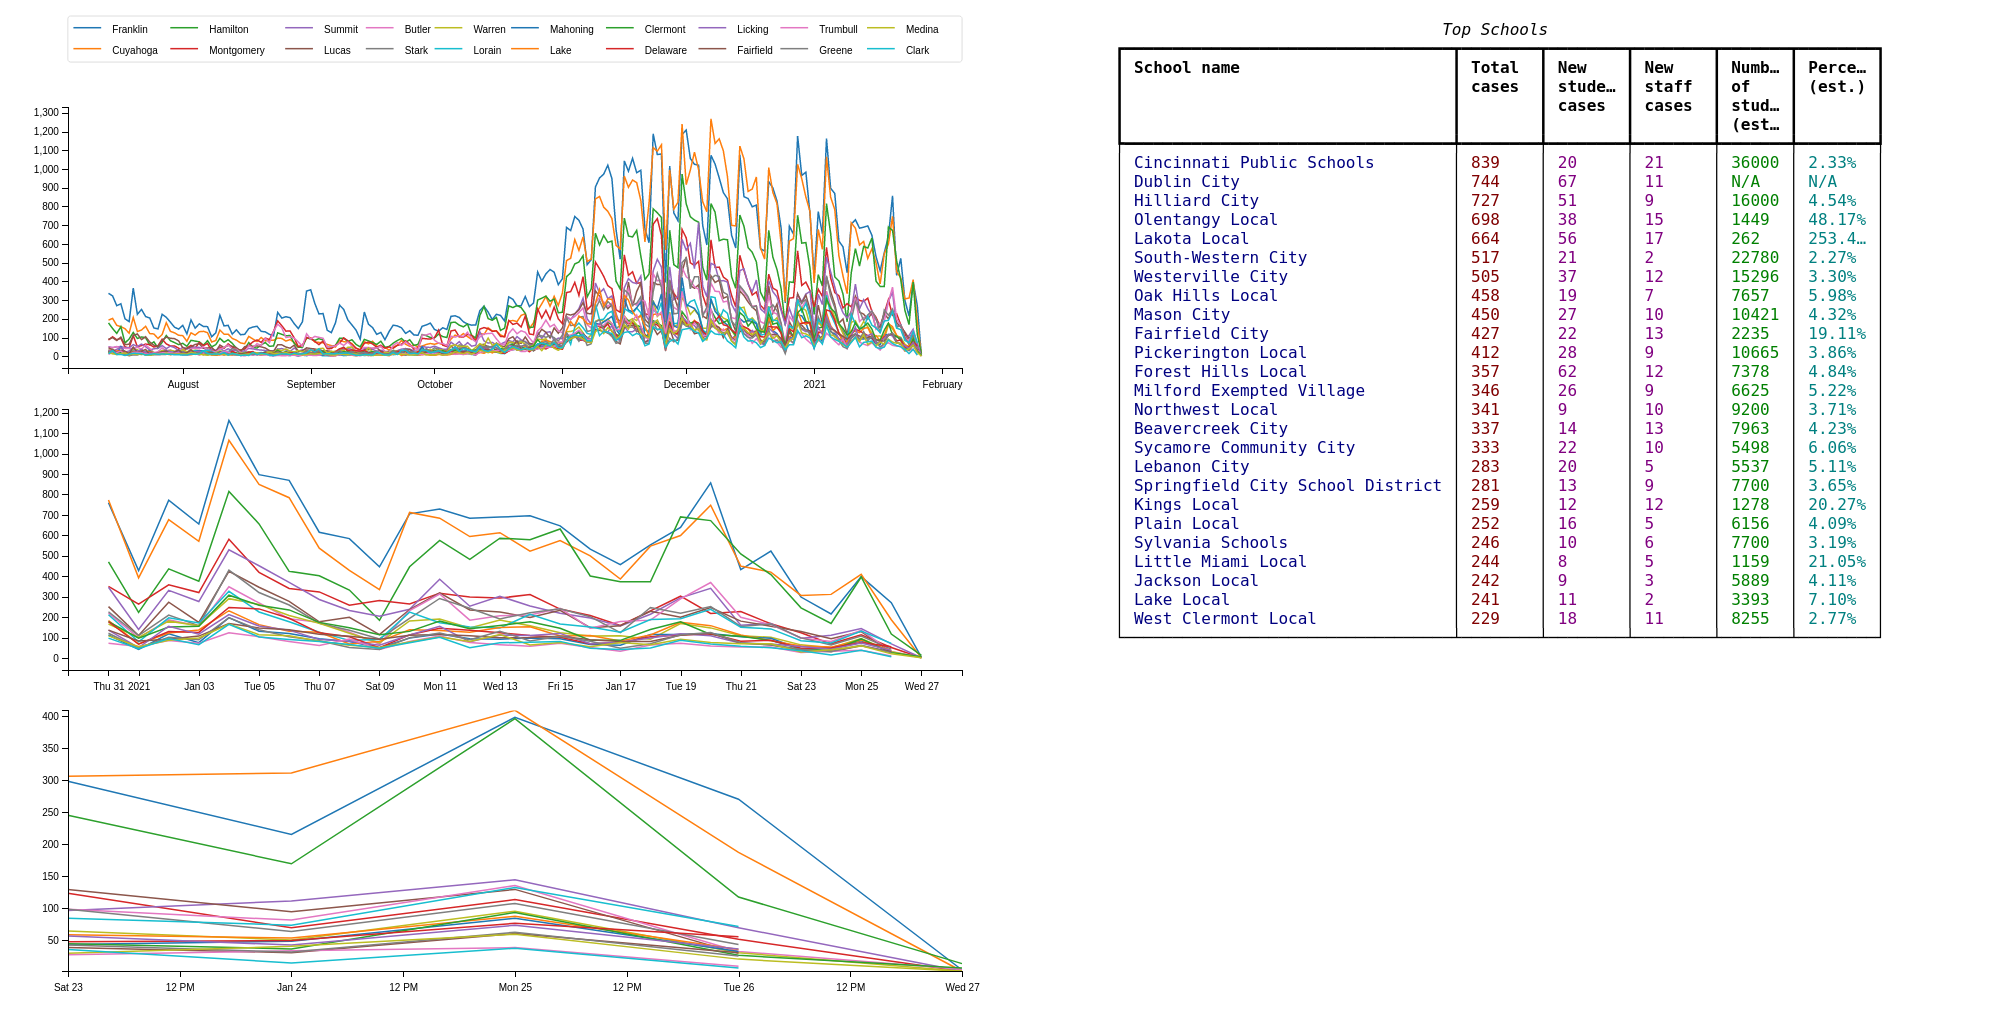 Franklin Hamilton Summit Butler Warren Mahoning Clermont Licking Trumbull Medina
Cuyahoga Montgomery Lucas Stark Lorain Lake Delaware Fairfield Greene Clark
1,300
1,200
1,100
1,000
900
800
700
600
500
400
300
200
100
0
August September October November December 2021 February
1,200
1,100
1,000
900
800
700
600
500
400
300
200
100
0
Thu 31 2021 Jan 03 Tue 05 Thu 07 Sat 09 Mon 11 Wed 13 Fri 15 Jan 17 Tue 19 Thu 21 Sat 23 Mon 25 Wed 27
400
350
300
250
200
150
100
50
Sat 23 12 PM Jan 24 12 PM Mon 25 12 PM Tue 26 12 PM Wed 27
Top Schools
School name Total New New Numb… Perce…
cases stude… staff of (est.)
cases cases stud…
(est…
Cincinnati Public Schools 839 20 21 36000 2.33%
Dublin City 744 67 11 N/A N/A
Hilliard City 727 51 9 16000 4.54%
Olentangy Local 698 38 15 1449 48.17%
Lakota Local 664 56 17 262 253.4…
South-Western City 517 21 2 22780 2.27%
Westerville City 505 37 12 15296 3.30%
Oak Hills Local 458 19 7 7657 5.98%
Mason City 450 27 10 10421 4.32%
Fairfield City 427 22 13 2235 19.11%
Pickerington Local 412 28 9 10665 3.86%
Forest Hills Local 357 62 12 7378 4.84%
Milford Exempted Village 346 26 9 6625 5.22%
Northwest Local 341 9 10 9200 3.71%
Beavercreek City 337 14 13 7963 4.23%
Sycamore Community City 333 22 10 5498 6.06%
Lebanon City 283 20 5 5537 5.11%
Springfield City School District 281 13 9 7700 3.65%
Kings Local 259 12 12 1278 20.27%
Plain Local 252 16 5 6156 4.09%
Sylvania Schools 246 10 6 7700 3.19%
Little Miami Local 244 8 5 1159 21.05%
Jackson Local 242 9 3 5889 4.11%
Lake Local 241 11 2 3393 7.10%
West Clermont Local 229 18 11 8255 2.77%